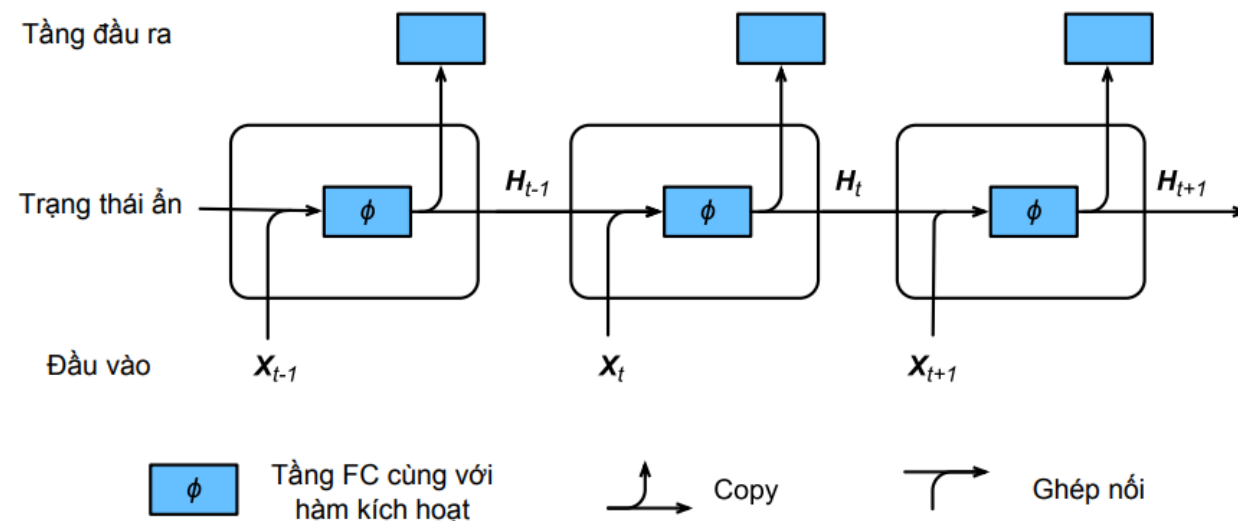 Tầng đầu ra
Trạng thái ẩn
ϕ
H_{t-1}
ϕ
H_t
ϕ
H_{t+1}
Đầu vào
X_{t-1}
X_t
X_{t+1}
ϕ
Tầng FC cùng với
hàm kích hoạt
Copy
Ghép nối